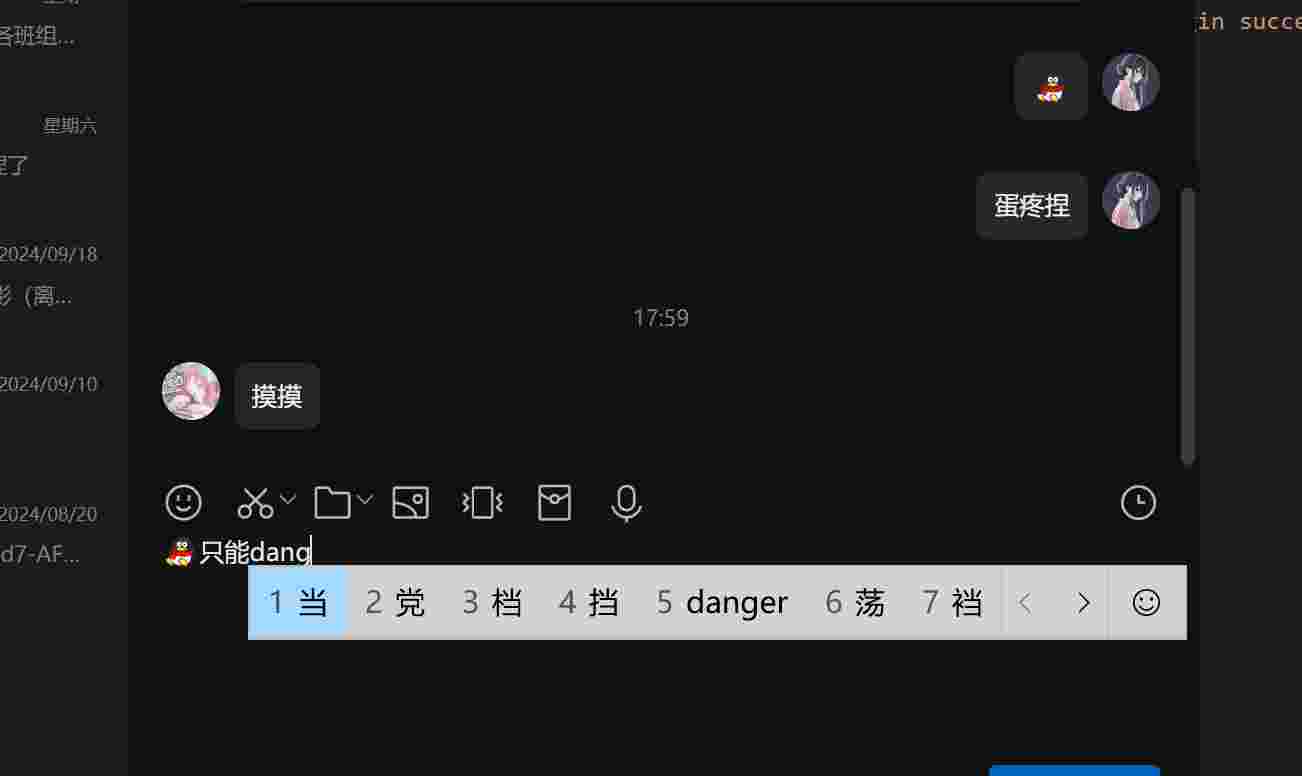 各班组...
星期六
捏了
2024/09/18
影（离...
2024/09/10
2024/08/20
d7-AF...
in succe
蛋疼捏
17:59
摸摸
只能dang
1 当 2 党 3 档 4 挡 5 danger 6 荡 7 裆